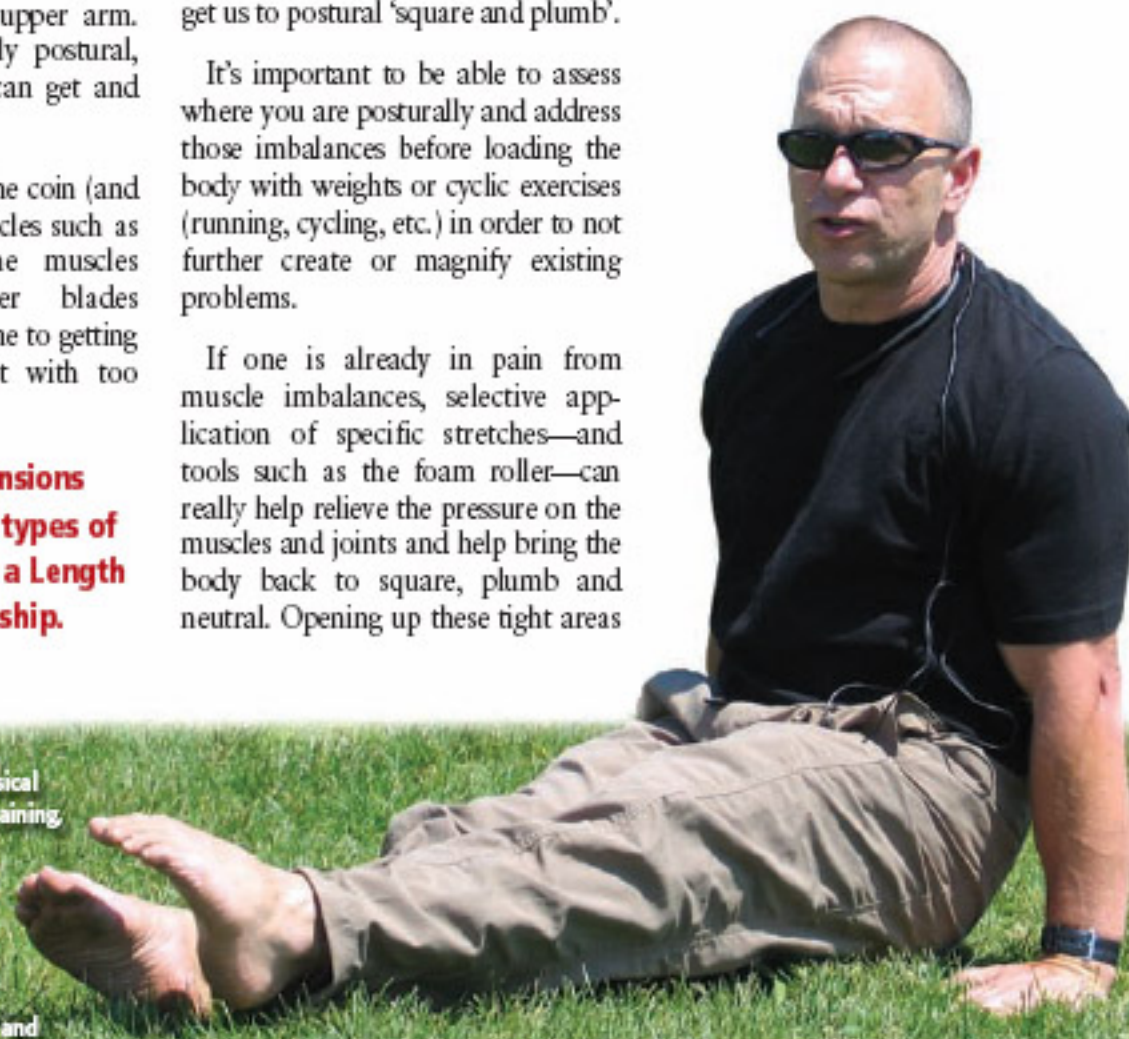 upper arm.
ly postural,
can get and
he coin (and
cles such as
he muscles
er blades
me to getting
t with too
nsions
types of
a Length
ship.
sical
aining,
and
get us to postural ‘square and plumb’.
It’s important to be able to assess
where you are posturally and address
those imbalances before loading the
body with weights or cyclic exercises
(running, cycling, etc.) in order to not
further create or magnify existing
problems.
If one is already in pain from
muscle imbalances, selective app-
lication of specific stretches—and
tools such as the foam roller—can
really help relieve the pressure on the
muscles and joints and help bring the
body back to square, plumb and
neutral. Opening up these tight areas